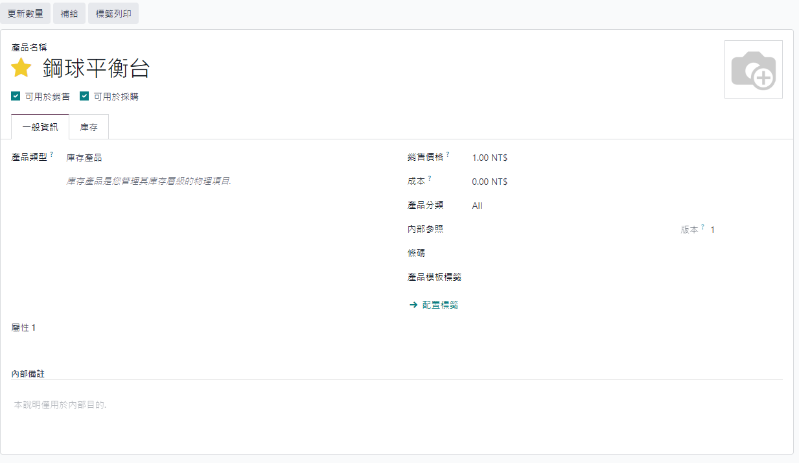 更新數量 補給 標籤列印
產品名稱
鋼球平衡台
可用於銷售 可用於採購
一般資訊 庫存
產品類型 ? 庫存產品
庫存產品是您管理其庫存層級的物理項目.
銷售價格 ? 1.00 NT$
成本 ? 0.00 NT$
產品分類 All
內部參照 版本 ? 1
條碼
產品模板標籤
→ 配置標籤
屬性 1
內部備註
本說明僅用於內部目的.